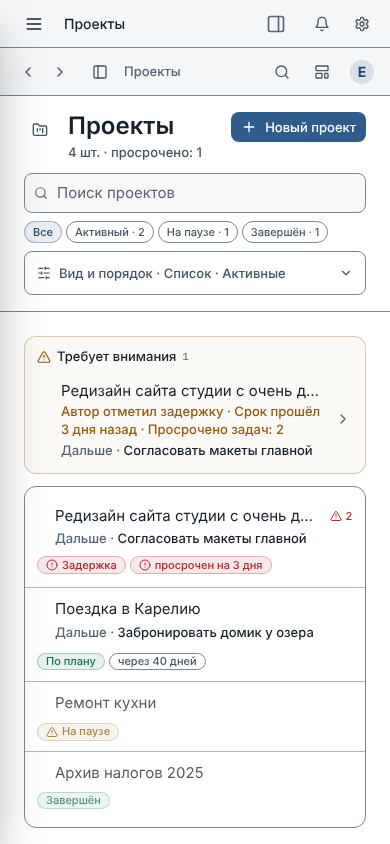 Проекты
Проекты
E
Проекты
Новый проект
4 шт. · просрочено: 1
Поиск проектов
Все
Активный · 2
На паузе · 1
Завершён · 1
Вид и порядок · Список · Активные
Требует внимания 1
Редизайн сайта студии с очень д...
Автор отметил задержку · Срок прошёл
3 дня назад · Просрочено задач: 2
Дальше · Согласовать макеты главной
Редизайн сайта студии с очень д...
2
Дальше · Согласовать макеты главной
Задержка
просрочен на 3 дня
Поездка в Карелию
Дальше · Забронировать домик у озера
По плану
через 40 дней
Ремонт кухни
На паузе
Архив налогов 2025
Завершён